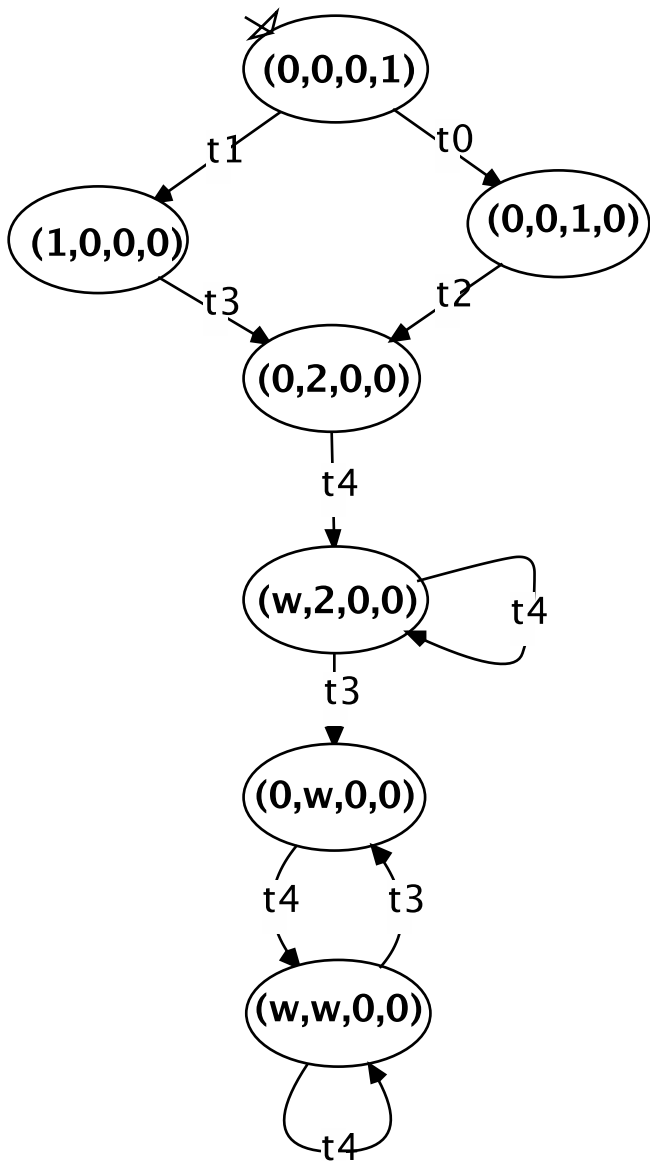 (0,0,0,1)
t1
t0
(1,0,0,0)
(0,0,1,0)
t3
t2
(0,2,0,0)
t4
(w,2,0,0)
t4
t3
(0,w,0,0)
t4
t3
(w,w,0,0)
t4